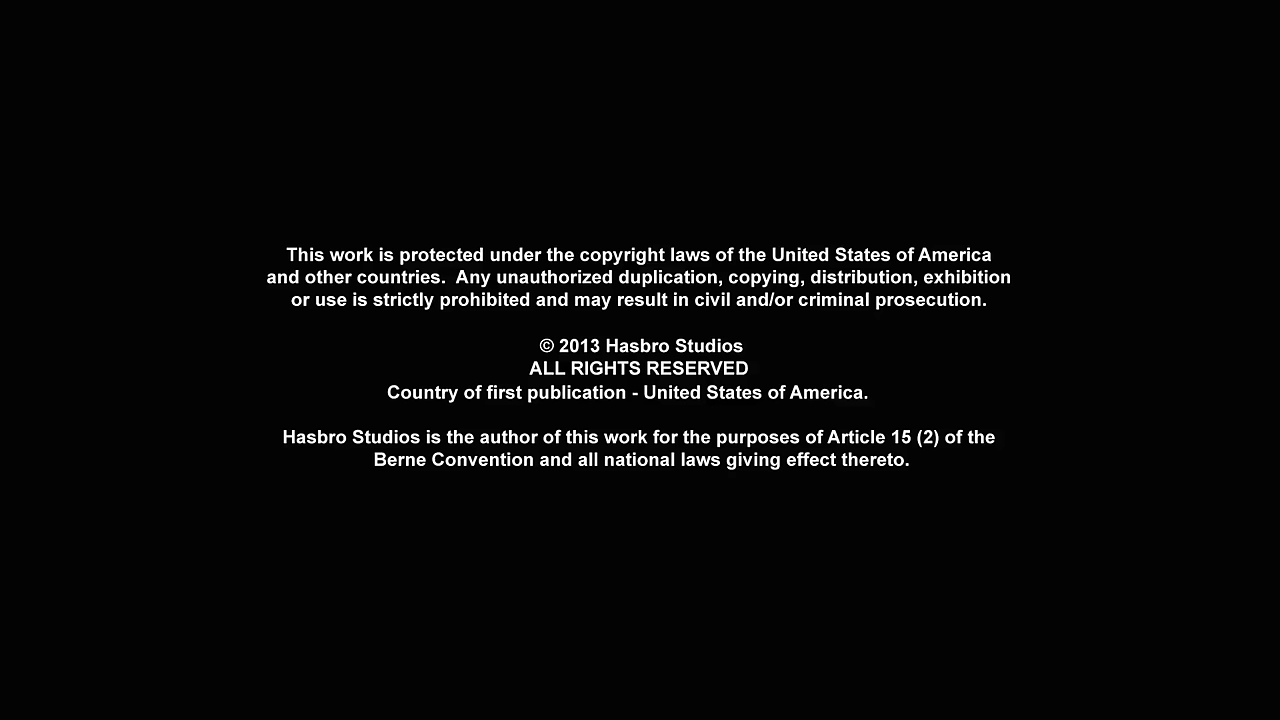 This work is protected under the copyright laws of the United States of America
and other countries.  Any unauthorized duplication, copying, distribution, exhibition
or use is strictly prohibited and may result in civil and/or criminal prosecution.
© 2013 Hasbro Studios
ALL RIGHTS RESERVED
Country of first publication - United States of America.
Hasbro Studios is the author of this work for the purposes of Article 15 (2) of the
Berne Convention and all national laws giving effect thereto.